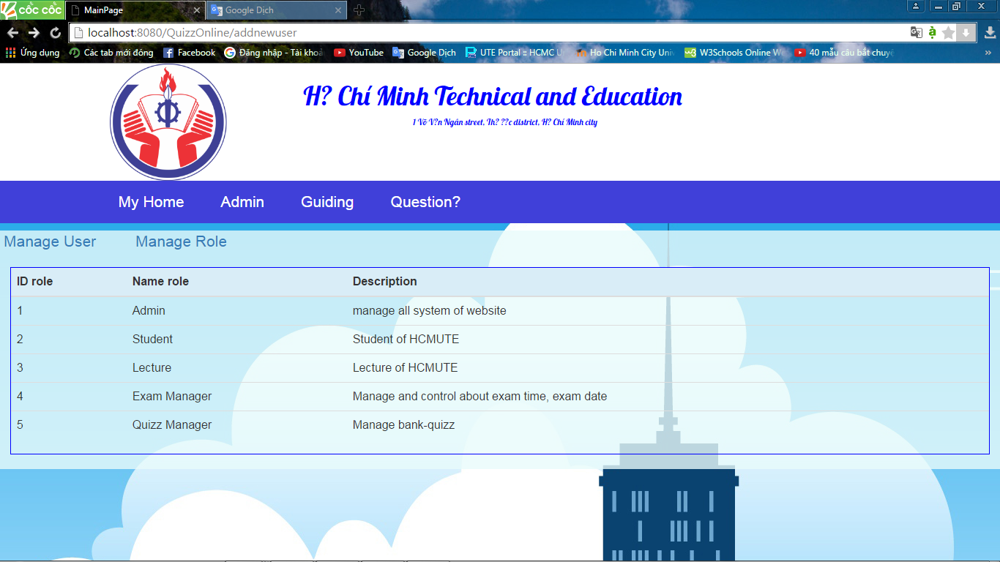 cốc cốc MainPage Google Dịch
localhost:8080/QuizzOnline/addnewuser
Ứng dụng Các tab mới đóng Facebook Đăng nhập - Tài khoả YouTube Google Dịch UTE Portal :: HCMC U Ho Chi Minh City Uni W3Schools Online We 40 mẫu câu bắt chuyệ »
H? Chí Minh Technical and Education
1 Võ V?n Ngân street, Th? ??c district, H? Chí Minh city
My Home Admin Guiding Question?
Manage User Manage Role
ID role Name role Description
1 Admin manage all system of website
2 Student Student of HCMUTE
3 Lecture Lecture of HCMUTE
4 Exam Manager Manage and control about exam time, exam date
5 Quizz Manager Manage bank-quizz